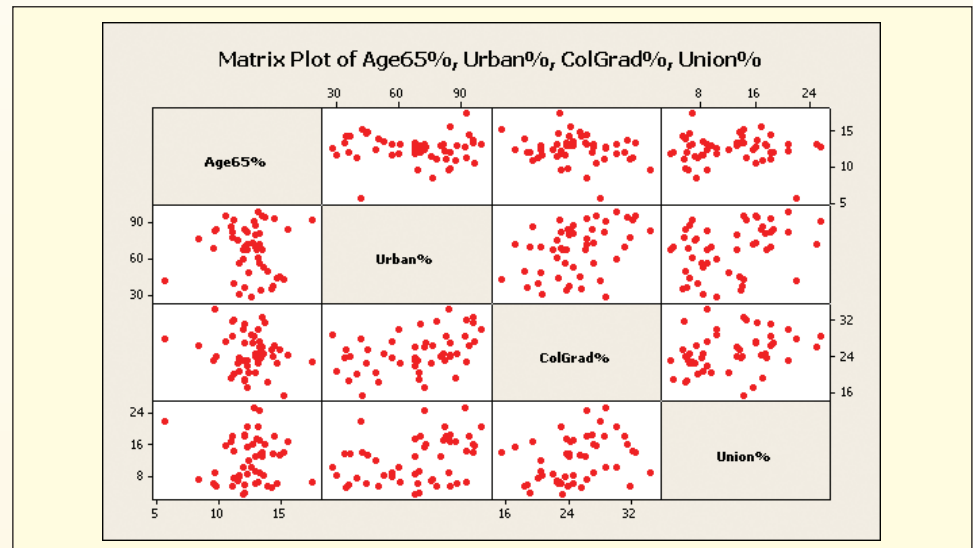 Matrix Plot of Age65%, Urban%, ColGrad%, Union%
30 60 90 8 16 24
Age65%
15
10
5
90
60
30
Urban%
ColGrad%
32
24
16
24
16
8
Union%
5 10 15 16 24 32